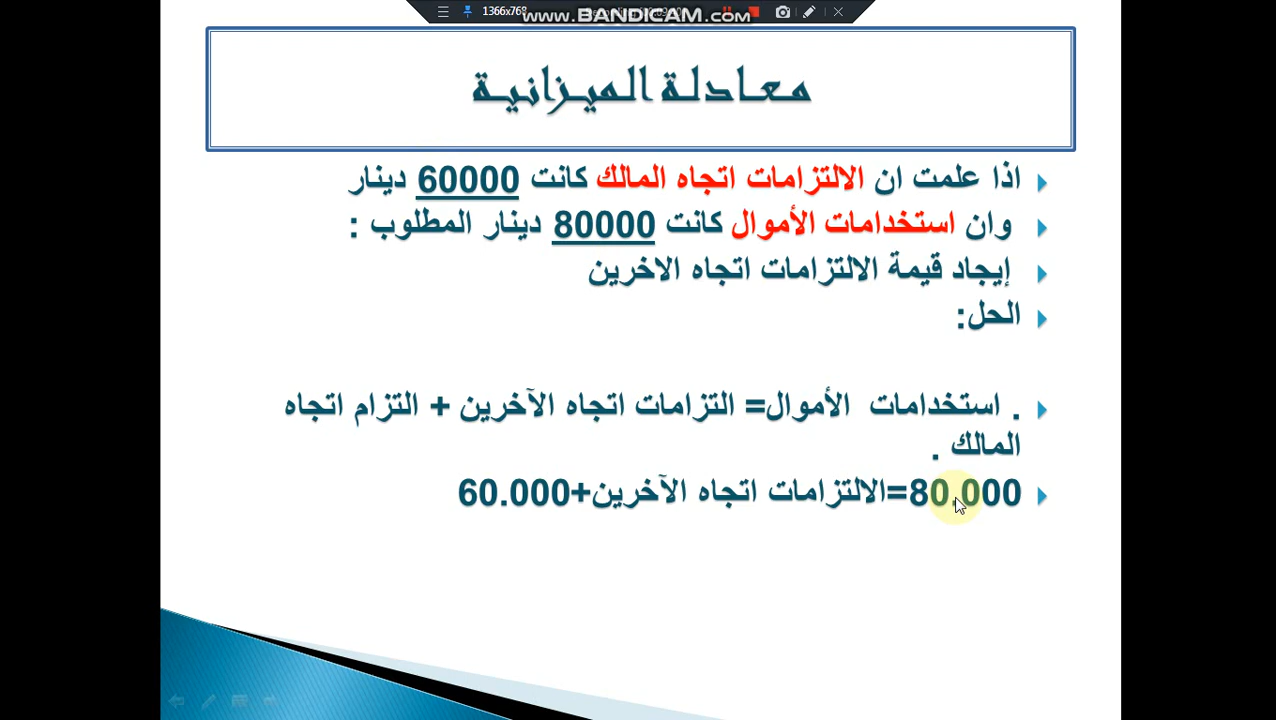 1366x768
www.BANDICAM.com
معادلة الميزانية
اذا علمت ان الالتزامات اتجاه المالك كانت 60000 دينار
وان استخدامات الأموال كانت 80000 دينار المطلوب :
إيجاد قيمة الالتزامات اتجاه الاخرين
الحل:
. استخدامات الأموال= التزامات اتجاه الآخرين + التزام اتجاه
المالك .
80.000=الالتزامات اتجاه الآخرين+60.000